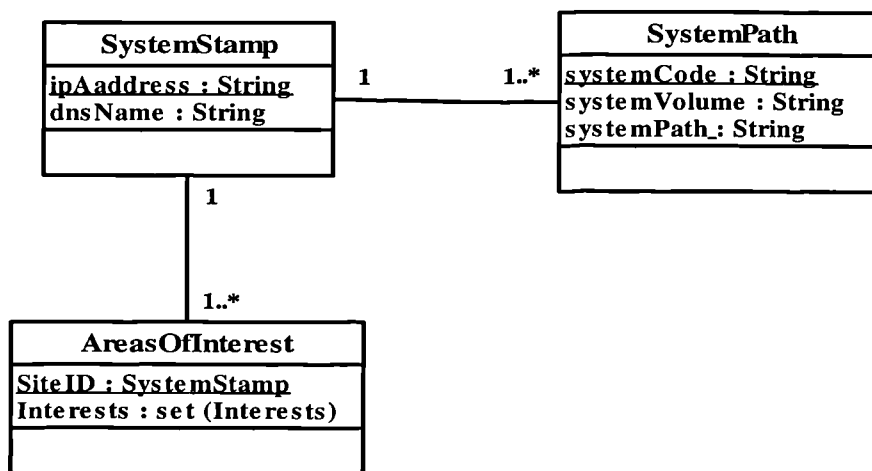 SystemStamp
ipAaddress : String
dnsName : String
1
1..*
SystemPath
systemCode : String
systemVolume : String
systemPath_: String
1
1..*
AreasOfInterest
SiteID : SystemStamp
Interests : set (Interests)